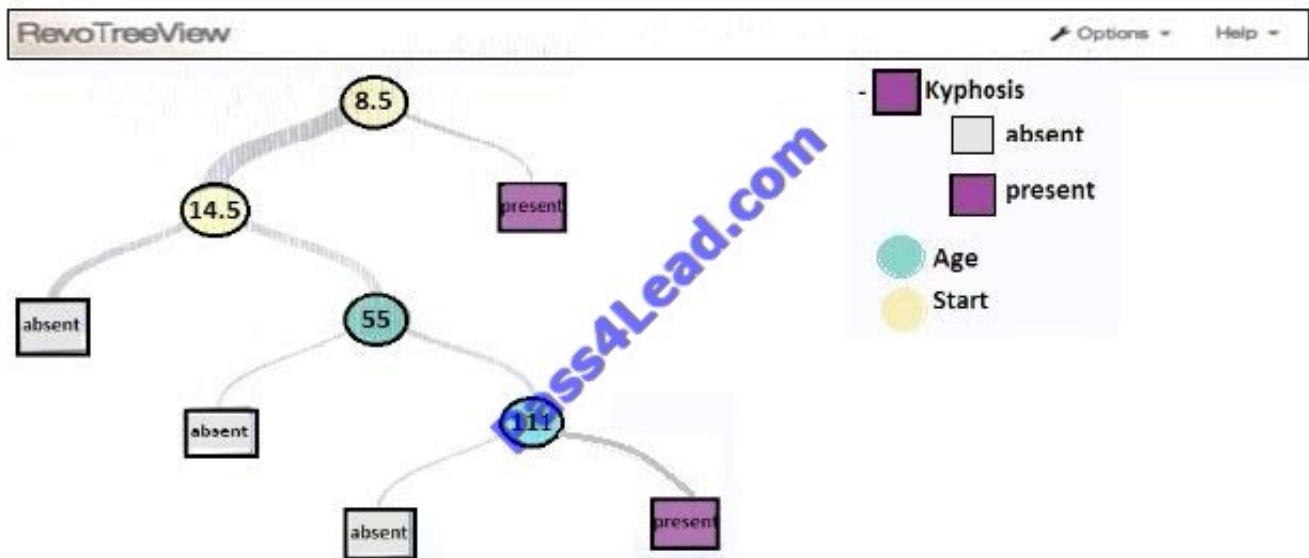 RevoTreeView
Options
Help
8.5
Kyphosis
absent
present
14.5
present
Age
Start
absent
55
absent
111
absent
present
pass4Lead.com